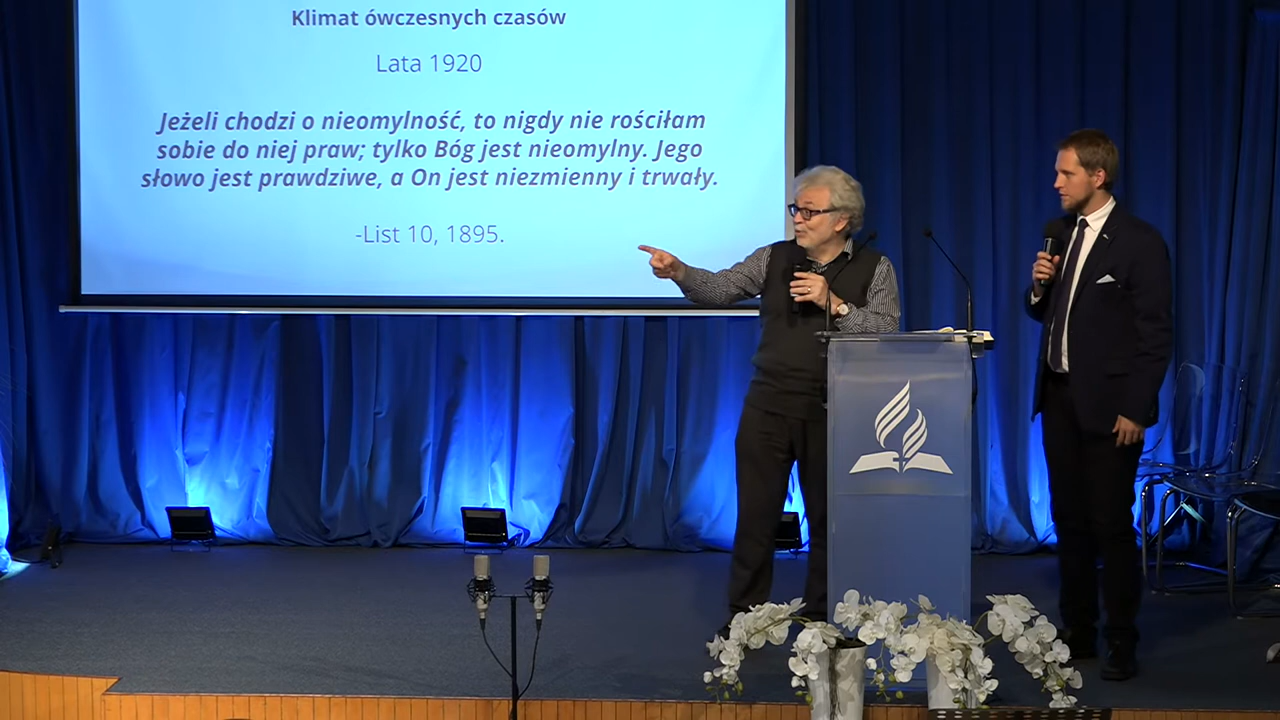 Klimat ówczesnych czasów
Lata 1920
Jeżeli chodzi o nieomylność, to nigdy nie rościłam
sobie do niej praw; tylko Bóg jest nieomylny. Jego
słowo jest prawdziwe, a On jest niezmienny i trwały.
-List 10, 1895.